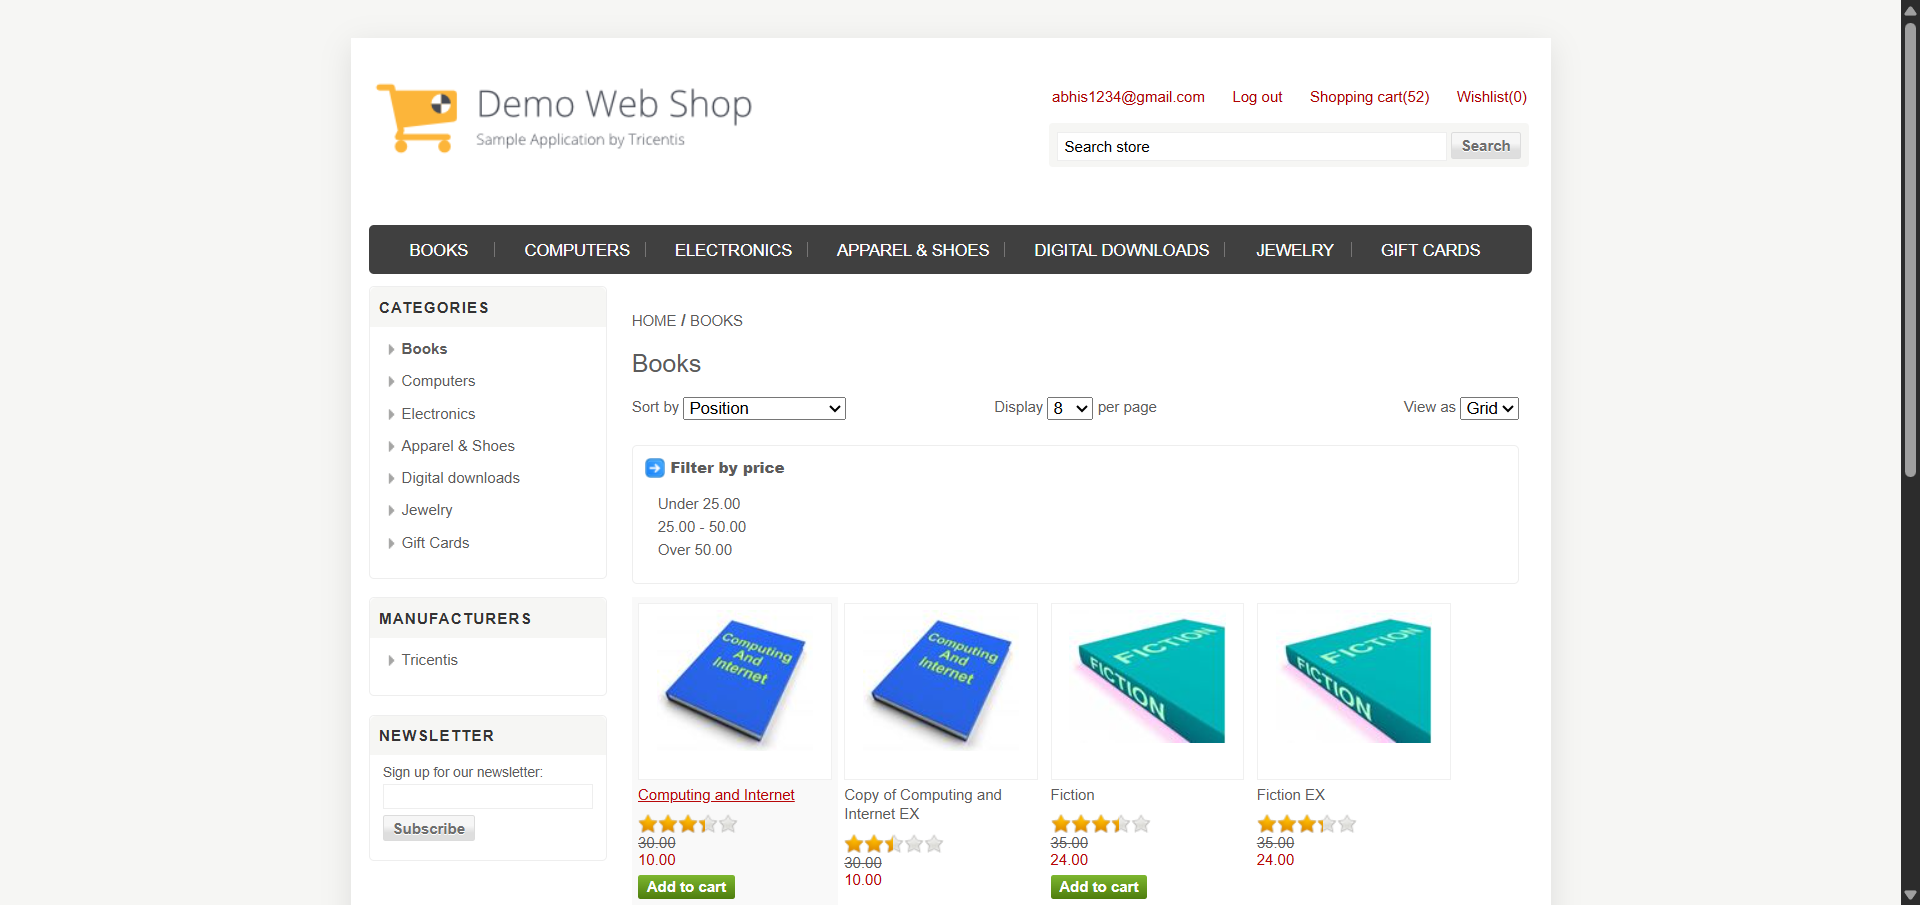 Demo Web Shop
Sample Application by Tricentis
abhis1234@gmail.com Log out Shopping cart(52) Wishlist(0)
Search store Search
BOOKS COMPUTERS ELECTRONICS APPAREL & SHOES DIGITAL DOWNLOADS JEWELRY GIFT CARDS
CATEGORIES
Books
Computers
Electronics
Apparel & Shoes
Digital downloads
Jewelry
Gift Cards
MANUFACTURERS
Tricentis
NEWSLETTER
Sign up for our newsletter:
Subscribe
HOME / BOOKS
Books
Sort by Position Display 8 per page View as Grid
Filter by price
Under 25.00
25.00 - 50.00
Over 50.00
Computing
And
Internet
Computing and Internet
30.00
10.00
Add to cart
Computing
And
Internet
Copy of Computing and
Internet EX
30.00
10.00
FICTION
FICTION
Fiction
35.00
24.00
Add to cart
FICTION
FICTION
Fiction EX
35.00
24.00